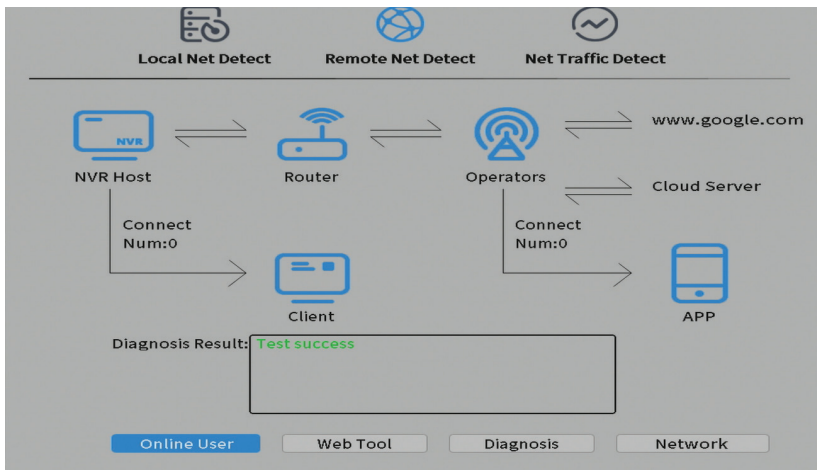 Local Net Detect
Remote Net Detect
Net Traffic Detect
NVR
www.google.com
NVR Host
Router
Operators
Cloud Server
Connect
Num:0
Connect
Num:0
Client
APP
Diagnosis Result: Test success
Online User
Web Tool
Diagnosis
Network